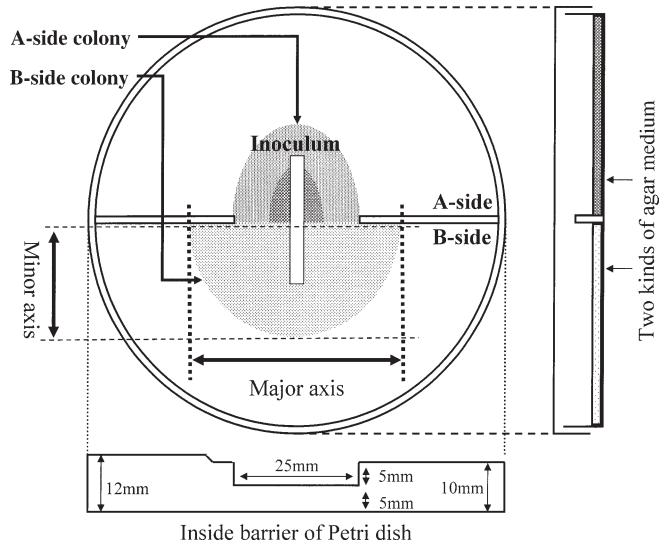 A-side colony
B-side colony
Inoculum
A-side
B-side
Minor axis
Major axis
Two kinds of agar medium
25mm
5mm
12mm
5mm
10mm
Inside barrier of Petri dish